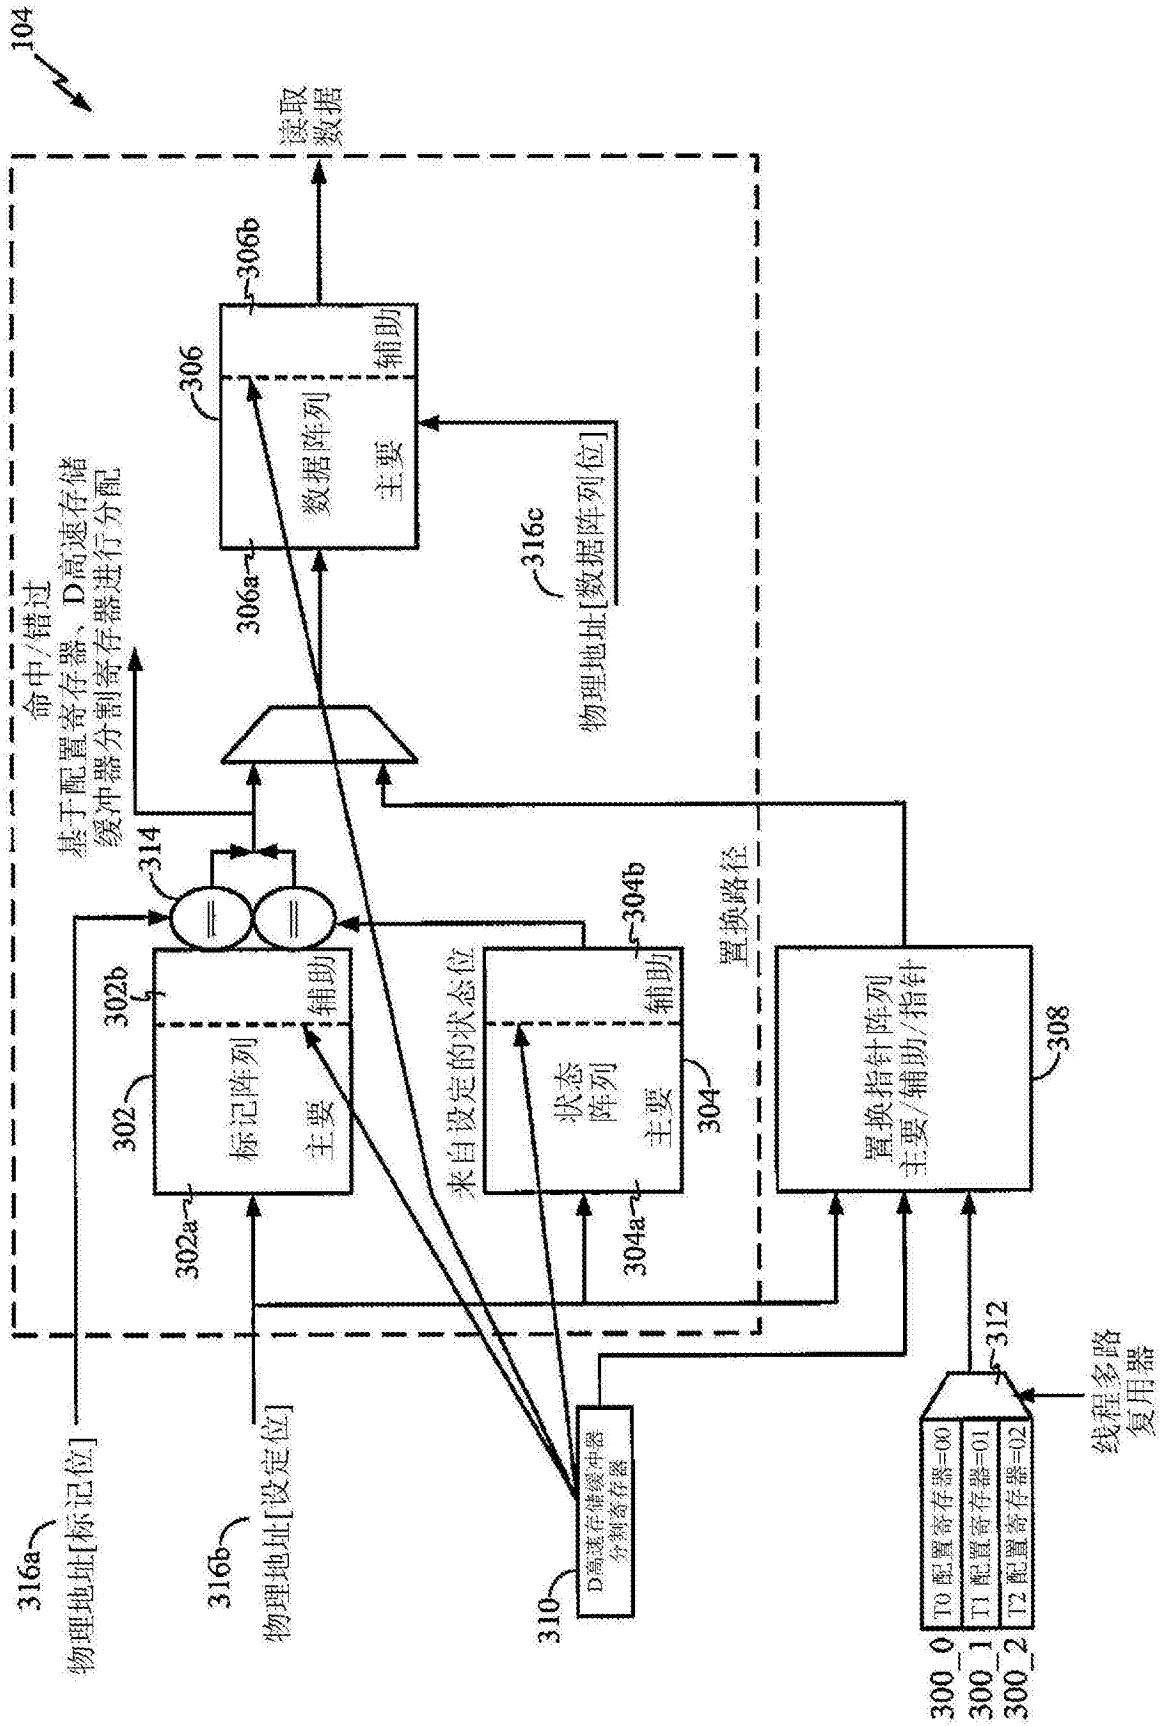 104
读取
数据
命中/错过
基于配置寄存器、D高速存储
缓冲器分割寄存器进行分配
306
306b
辅助
数据阵列
主要
306a
316c
物理地址[数据阵列位]
314
302
302b
辅助
标记阵列
主要
302a
来自设定的状态位
304b
辅助
状态
阵列
主要
304
304a
置换路径
置换指针阵列
主要/辅助/指针
308
316a
物理地址[标记位]
316b
物理地址[设定位]
310
D高速存储缓冲器
分割寄存器
312
线程多路
复用器
300_0
T0 配置寄存器=00
300_1
T1 配置寄存器=01
300_2
T2 配置寄存器=02
=
=